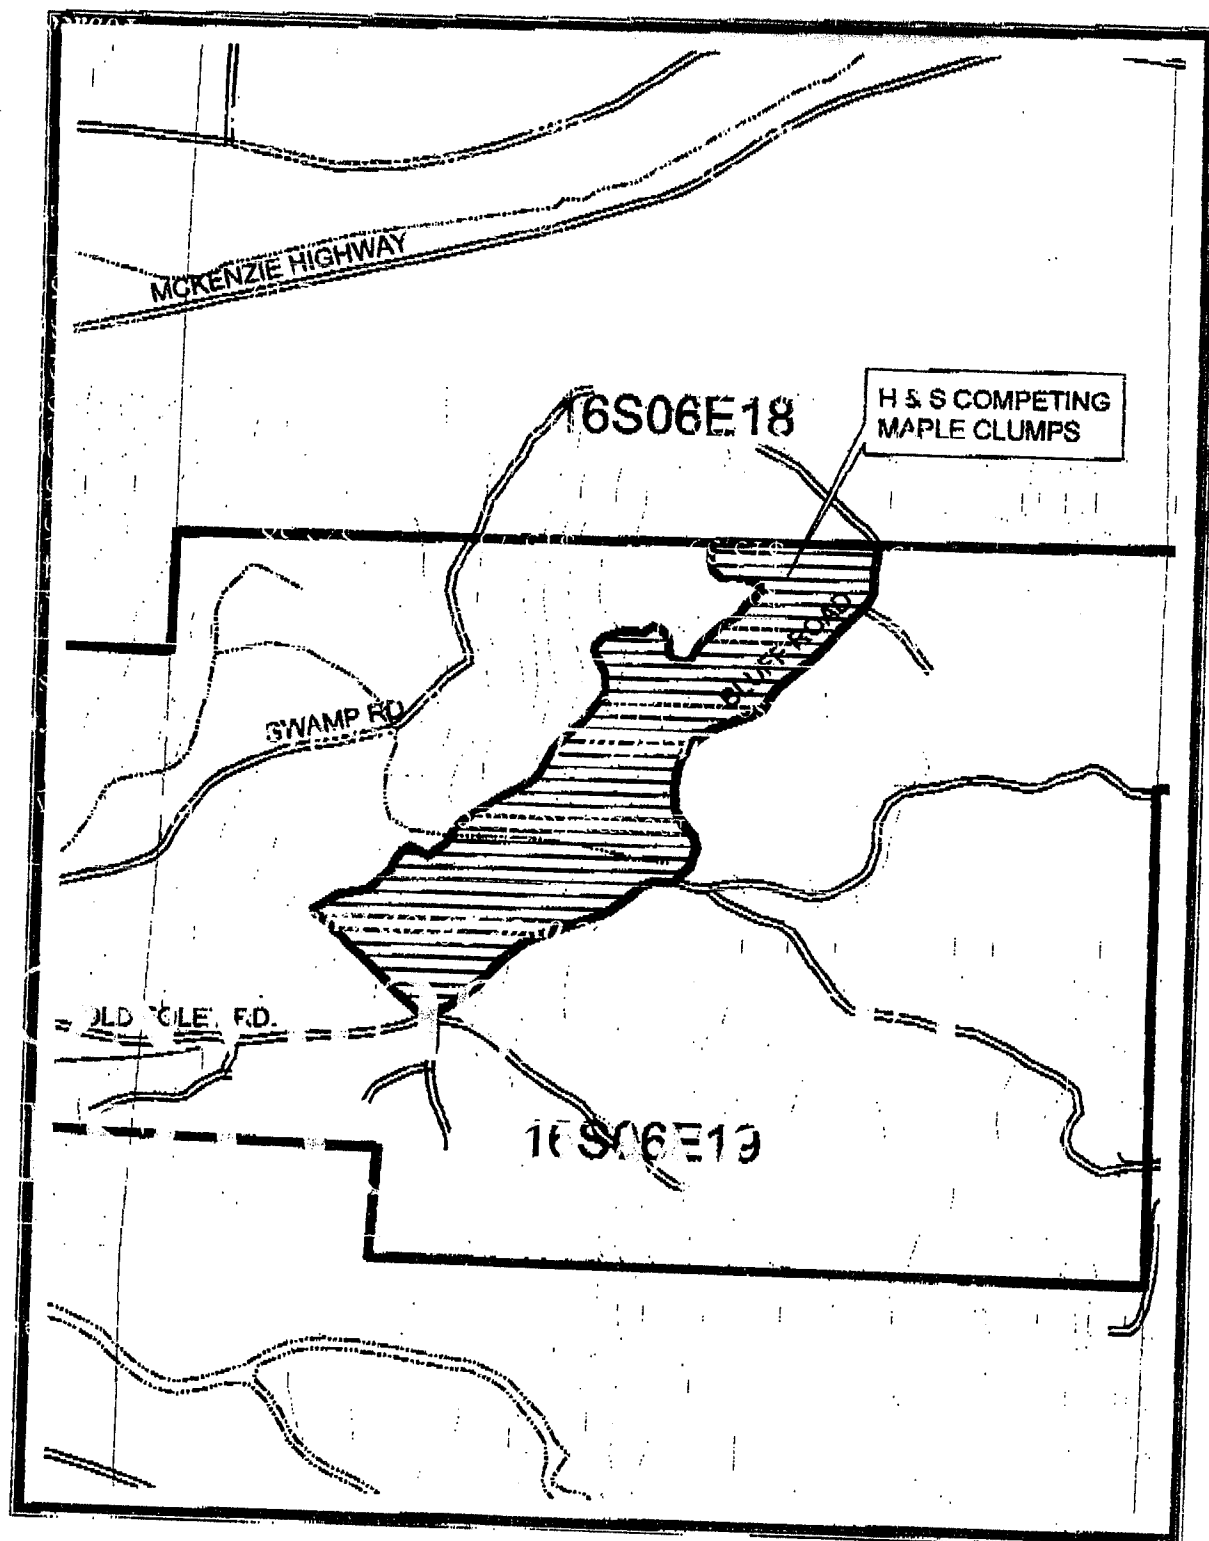 MCKENZIE HIGHWAY
16S06E18
H & S COMPETING
MAPLE CLUMPS
BLUFF ROAD
SWAMP RD
OLD FOLEY RD.
16S06E19